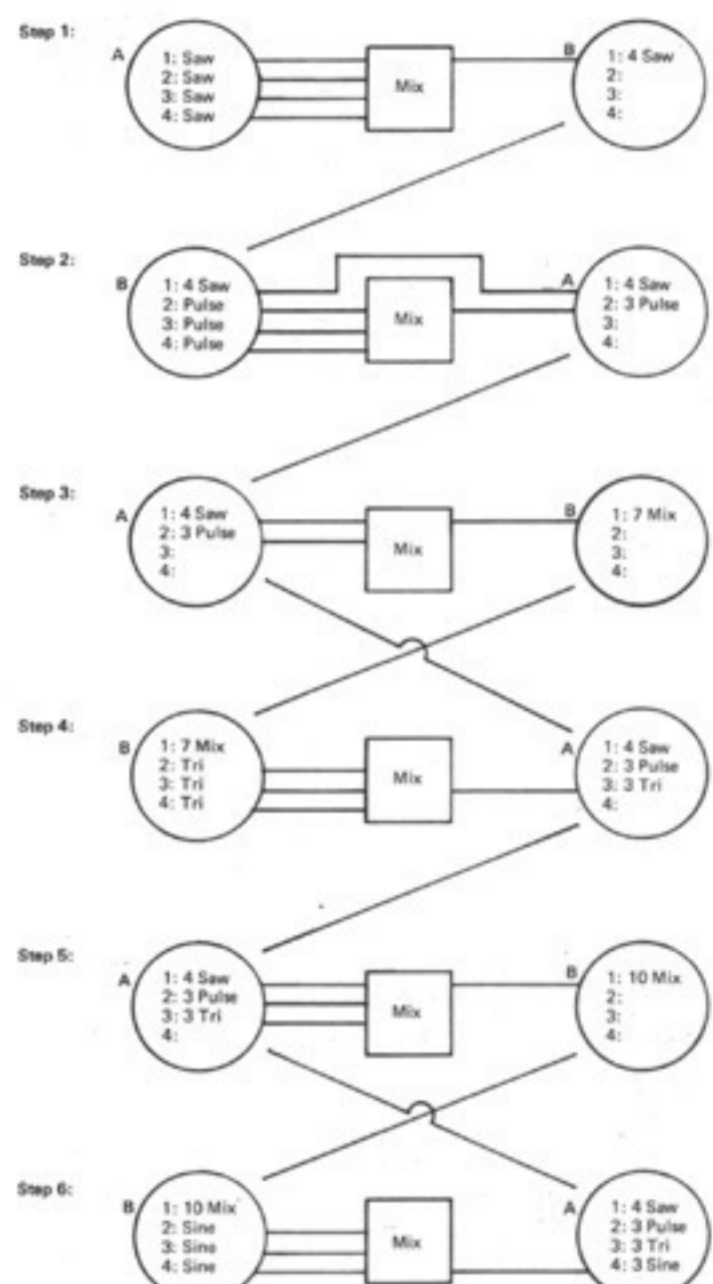 Step 1:
A
1: Saw
2: Saw
3: Saw
4: Saw
Mix
B
1: 4 Saw
2:
3:
4:
Step 2:
B
1: 4 Saw
2: Pulse
3: Pulse
4: Pulse
Mix
A
1: 4 Saw
2: 3 Pulse
3:
4:
Step 3:
A
1: 4 Saw
2: 3 Pulse
3:
4:
Mix
B
1: 7 Mix
2:
3:
4:
Step 4:
B
1: 7 Mix
2: Tri
3: Tri
4: Tri
Mix
A
1: 4 Saw
2: 3 Pulse
3: 3 Tri
4:
Step 5:
A
1: 4 Saw
2: 3 Pulse
3: 3 Tri
4:
Mix
B
1: 10 Mix
2:
3:
4:
Step 6:
B
1: 10 Mix
2: Sine
3: Sine
4: Sine
Mix
A
1: 4 Saw
2: 3 Pulse
3: 3 Tri
4: 3 Sine